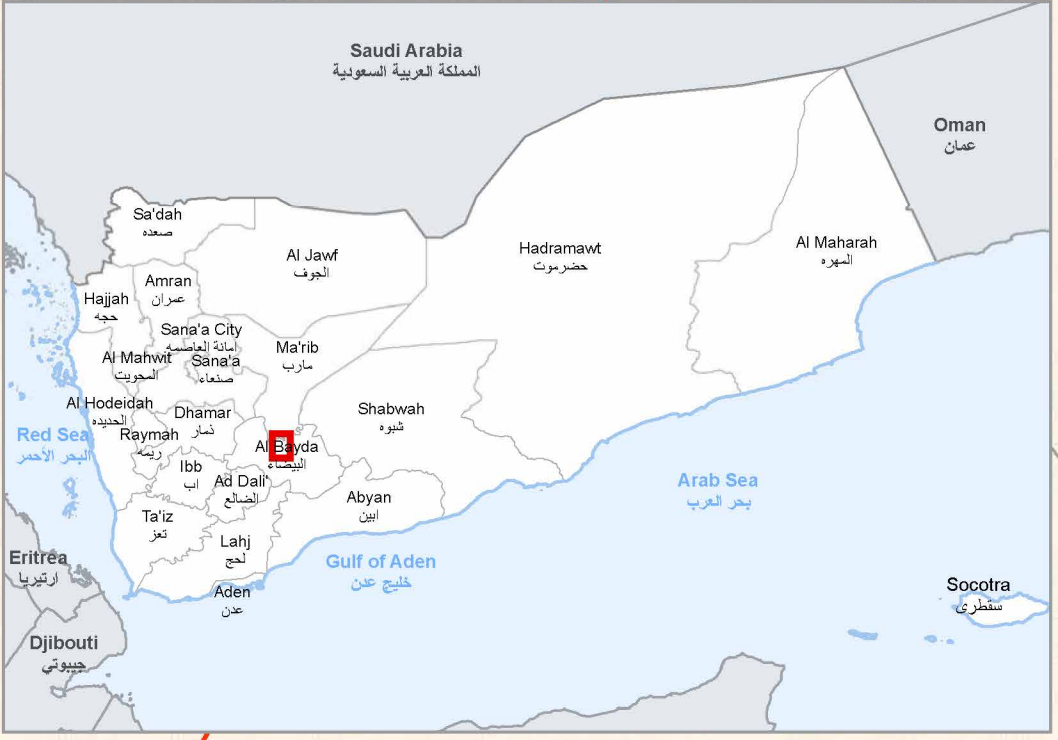 Saudi Arabia
المملكة العربية السعودية
Oman
عمان
Sa'dah
صعده
Al Jawf
الجوف
Hadramawt
حضرموت
Al Maharah
المهره
Amran
عمران
Hajjah
حجه
Sana'a City
امانة العاصمه
Ma'rib
مارب
Al Mahwit
المحويت
Sana'a
صنعاء
Al Hodeidah
الحديده
Dhamar
ذمار
Shabwah
شبوه
Red Sea
البحر الأحمر
Raymah
ريمه
Al Bayda
البيضاء
Ibb
اب
Ad Dali'
الضالع
Arab Sea
بحر العرب
Abyan
ابين
Ta'iz
تعز
Lahj
لحج
Eritrea
ارتيريا
Gulf of Aden
خليج عدن
Aden
عدن
Socotra
سقطرى
Djibouti
جيبوتي